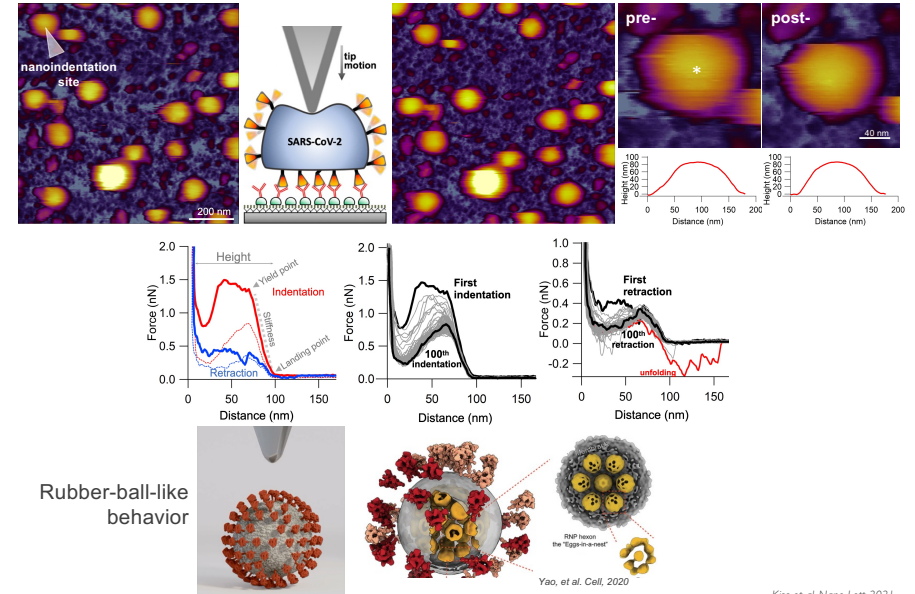 nanoindentation
site
200 nm
tip
motion
SARS-CoV-2
pre-
*
post-
40 nm
Height (nm)
100
80
60
40
20
0
0
50
100
150
200
Distance (nm)
Height (nm)
100
80
60
40
20
0
0
50
100
150
200
Distance (nm)
Force (nN)
2.0
1.5
1.0
0.5
0.0
Height
Yield point
Indentation
Stiffness
Landing point
Retraction
0
50
100
150
Distance (nm)
Force (nN)
2.0
1.5
1.0
0.5
0.0
First
indentation
100th
indentation
0
50
100
150
Distance (nm)
Force (nN)
1.0
0.8
0.6
0.4
0.2
0.0
-0.2
First
retraction
100th
retraction
unfolding
0
50
100
150
Distance (nm)
Rubber-ball-like
behavior
RNP hexon
the "Eggs-in-a-nest"
Yao, et al. Cell, 2020